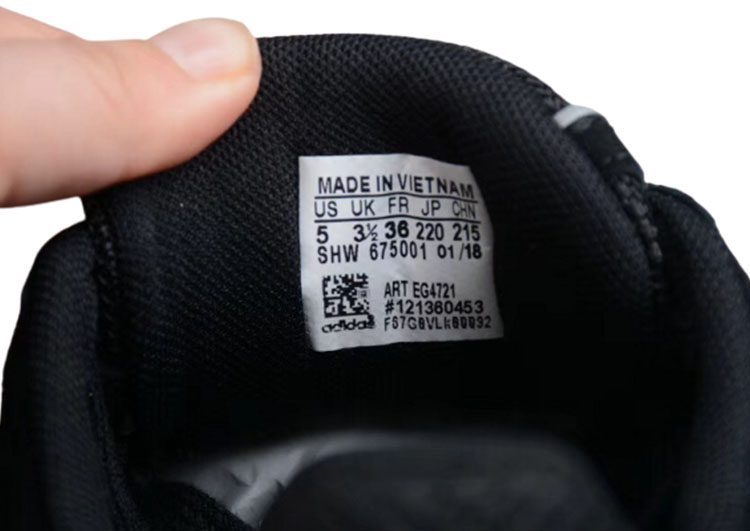 MADE IN VIETNAM
US UK FR JP CHN
5 3½ 36 220 215
SHW 675001 01/18
ART EG4721
#121360453
adidas